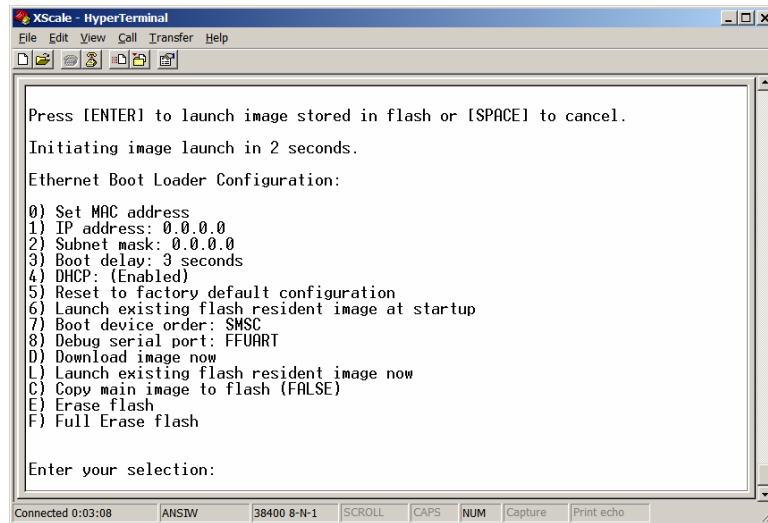 XScale - HyperTerminal
File Edit View Call Transfer Help
Press [ENTER] to launch image stored in flash or [SPACE] to cancel.
Initiating image launch in 2 seconds.
Ethernet Boot Loader Configuration:
0) Set MAC address
1) IP address: 0.0.0.0
2) Subnet mask: 0.0.0.0
3) Boot delay: 3 seconds
4) DHCP: (Enabled)
5) Reset to factory default configuration
6) Launch existing flash resident image at startup
7) Boot device order: SMSC
8) Debug serial port: FFUART
D) Download image now
L) Launch existing flash resident image now
C) Copy main image to flash (FALSE)
E) Erase flash
F) Full Erase flash
Enter your selection:
Connected 0:03:08 ANSIW 38400 8-N-1 SCROLL CAPS NUM Capture Print echo